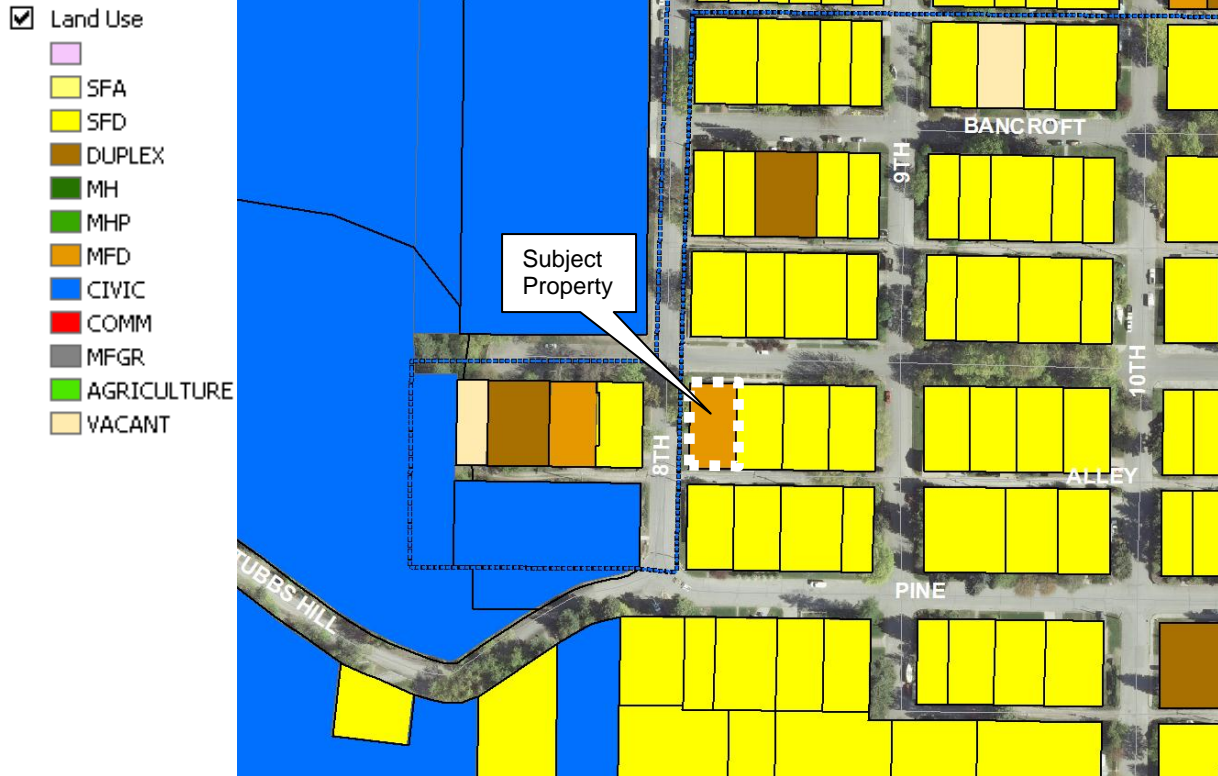 Land Use
SFA
SFD
DUPLEX
MH
MHP
MFD
CIVIC
COMM
MFGR
AGRICULTURE
VACANT
BANCROFT
9TH
Subject
Property
10TH
8TH
ALLEY
TUBBS HILL
PINE